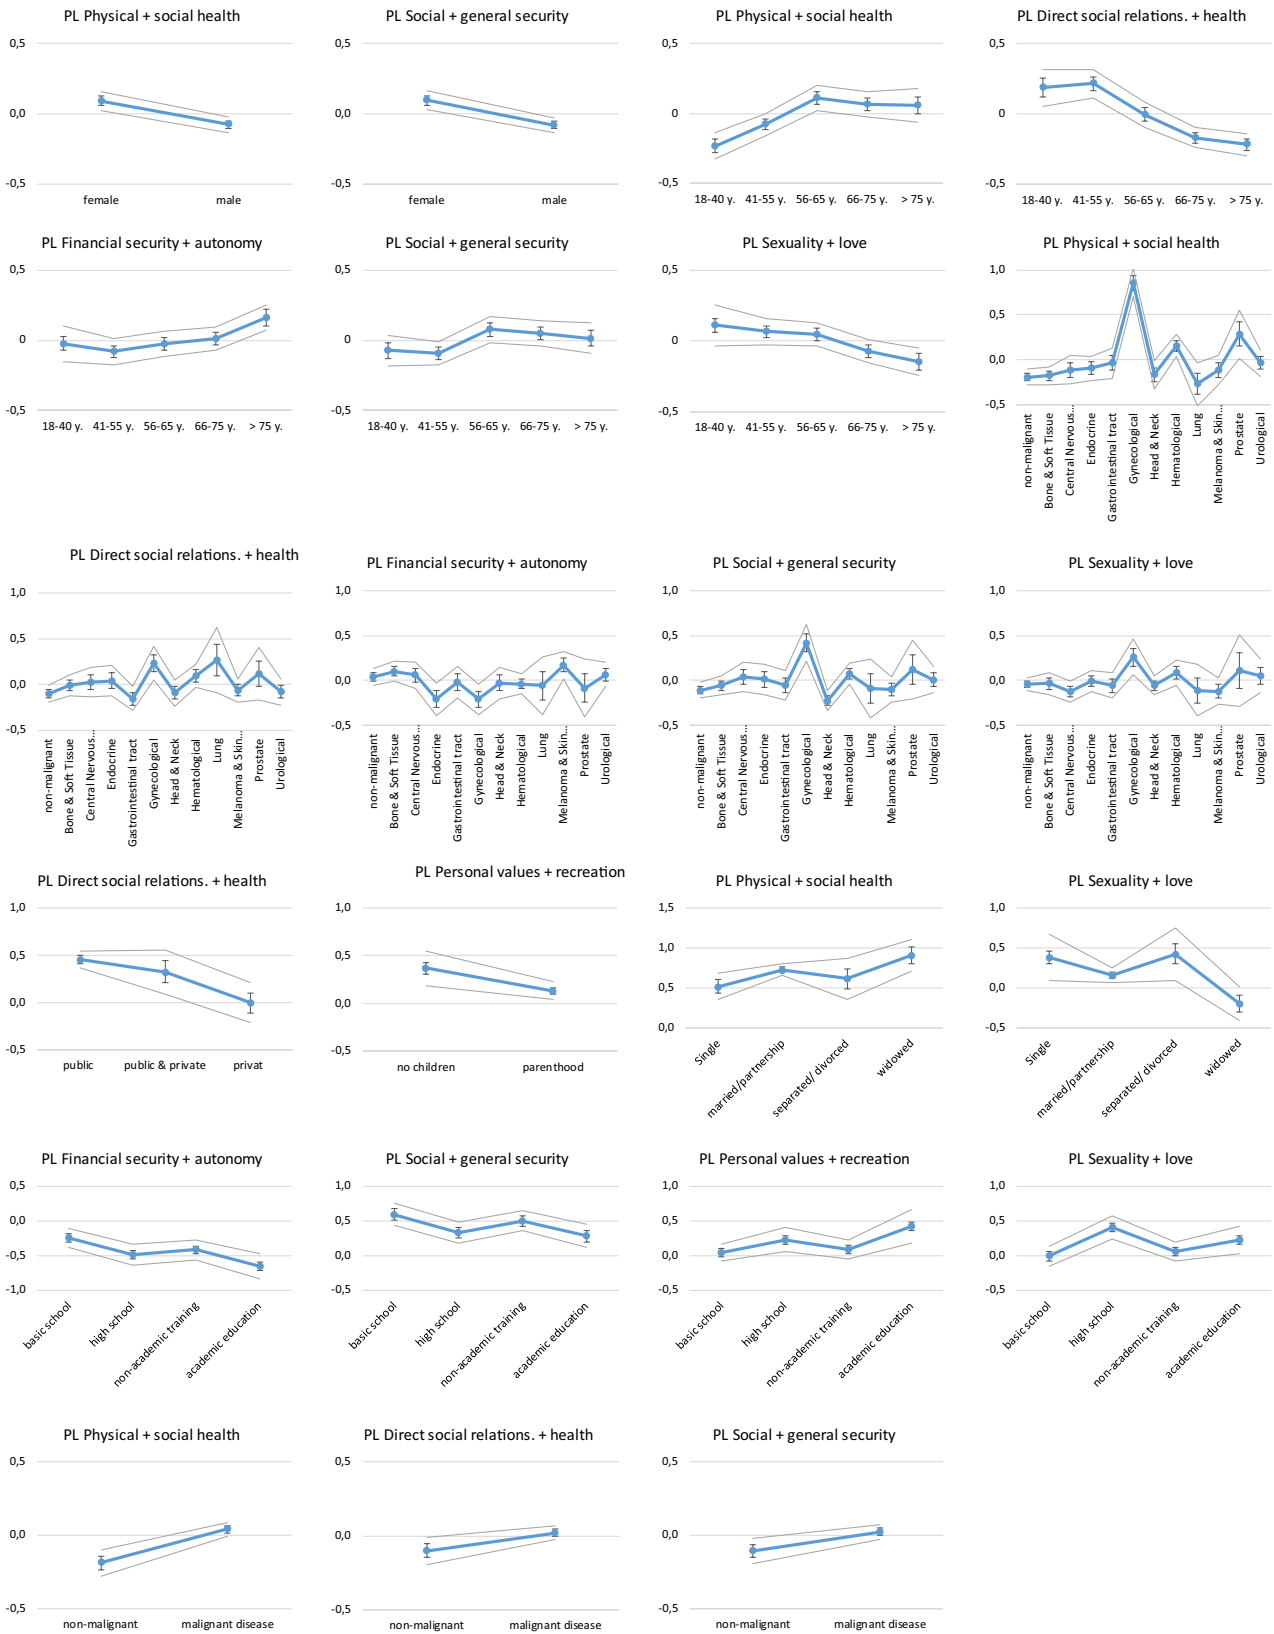 PL Physical + social health
0,5
0,0
-0,5
female male
PL Social + general security
0,5
0,0
-0,5
female male
PL Physical + social health
0,5
0
-0,5
18-40 y. 41-55 y. 56-65 y. 66-75 y. > 75 y.
PL Direct social relations. + health
0,5
0
-0,5
18-40 y. 41-55 y. 56-65 y. 66-75 y. > 75 y.
PL Financial security + autonomy
0,5
0
-0,5
18-40 y. 41-55 y. 56-65 y. 66-75 y. > 75 y.
PL Social + general security
0,5
0
-0,5
18-40 y. 41-55 y. 56-65 y. 66-75 y. > 75 y.
PL Sexuality + love
0,5
0
-0,5
18-40 y. 41-55 y. 56-65 y. 66-75 y. > 75 y.
PL Physical + social health
1,0
0,5
0,0
-0,5
non-malignant
Bone & Soft Tissue
Central Nervous...
Endocrine
Gastrointestinal tract
Gynecological
Head & Neck
Hematological
Lung
Melanoma & Skin...
Prostate
Urological
PL Direct social relations. + health
1,0
0,5
0,0
-0,5
non-malignant
Bone & Soft Tissue
Central Nervous...
Endocrine
Gastrointestinal tract
Gynecological
Head & Neck
Hematological
Lung
Melanoma & Skin...
Prostate
Urological
PL Financial security + autonomy
1,0
0,5
0,0
-0,5
non-malignant
Bone & Soft Tissue
Central Nervous...
Endocrine
Gastrointestinal tract
Gynecological
Head & Neck
Hematological
Lung
Melanoma & Skin...
Prostate
Urological
PL Social + general security
1,0
0,5
0,0
-0,5
non-malignant
Bone & Soft Tissue
Central Nervous...
Endocrine
Gastrointestinal tract
Gynecological
Head & Neck
Hematological
Lung
Melanoma & Skin...
Prostate
Urological
PL Sexuality + love
1,0
0,5
0,0
-0,5
non-malignant
Bone & Soft Tissue
Central Nervous...
Endocrine
Gastrointestinal tract
Gynecological
Head & Neck
Hematological
Lung
Melanoma & Skin...
Prostate
Urological
PL Direct social relations. + health
1,0
0,5
0,0
-0,5
public public & private privat
PL Personal values + recreation
1,0
0,5
0,0
-0,5
no children parenthood
PL Physical + social health
1,5
1,0
0,5
0,0
Single
married/partnership
separated/ divorced
widowed
PL Sexuality + love
1,0
0,5
0,0
-0,5
Single
married/partnership
separated/ divorced
widowed
PL Financial security + autonomy
0,5
0,0
-0,5
-1,0
basic school
high school
non-academic training
academic education
PL Social + general security
1,0
0,5
0,0
-0,5
basic school
high school
non-academic training
academic education
PL Personal values + recreation
1,0
0,5
0,0
-0,5
basic school
high school
non-academic training
academic education
PL Sexuality + love
1,0
0,5
0,0
-0,5
basic school
high school
non-academic training
academic education
PL Physical + social health
0,5
0,0
-0,5
non-malignant malignant disease
PL Direct social relations. + health
0,5
0,0
-0,5
non-malignant malignant disease
PL Social + general security
0,5
0,0
-0,5
non-malignant malignant disease